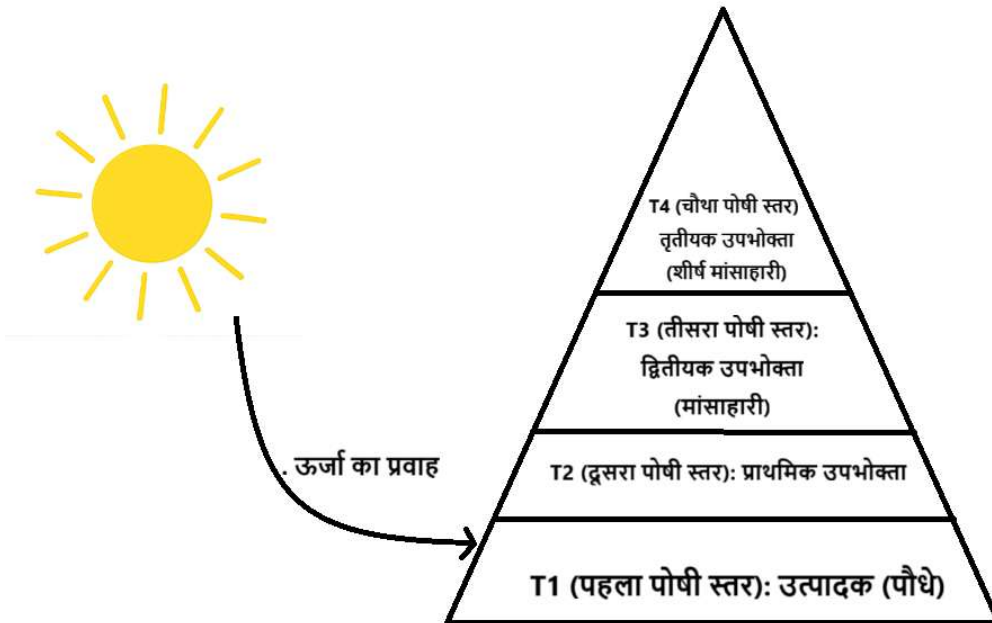 T4 (चौथा पोषी स्तर)
तृतीयक उपभोक्ता
(शीर्ष मांसाहारी)
T3 (तीसरा पोषी स्तर):
द्वितीयक उपभोक्ता
(मांसाहारी)
. ऊर्जा का प्रवाह
T2 (दूसरा पोषी स्तर): प्राथमिक उपभोक्ता
T1 (पहला पोषी स्तर): उत्पादक (पौधे)